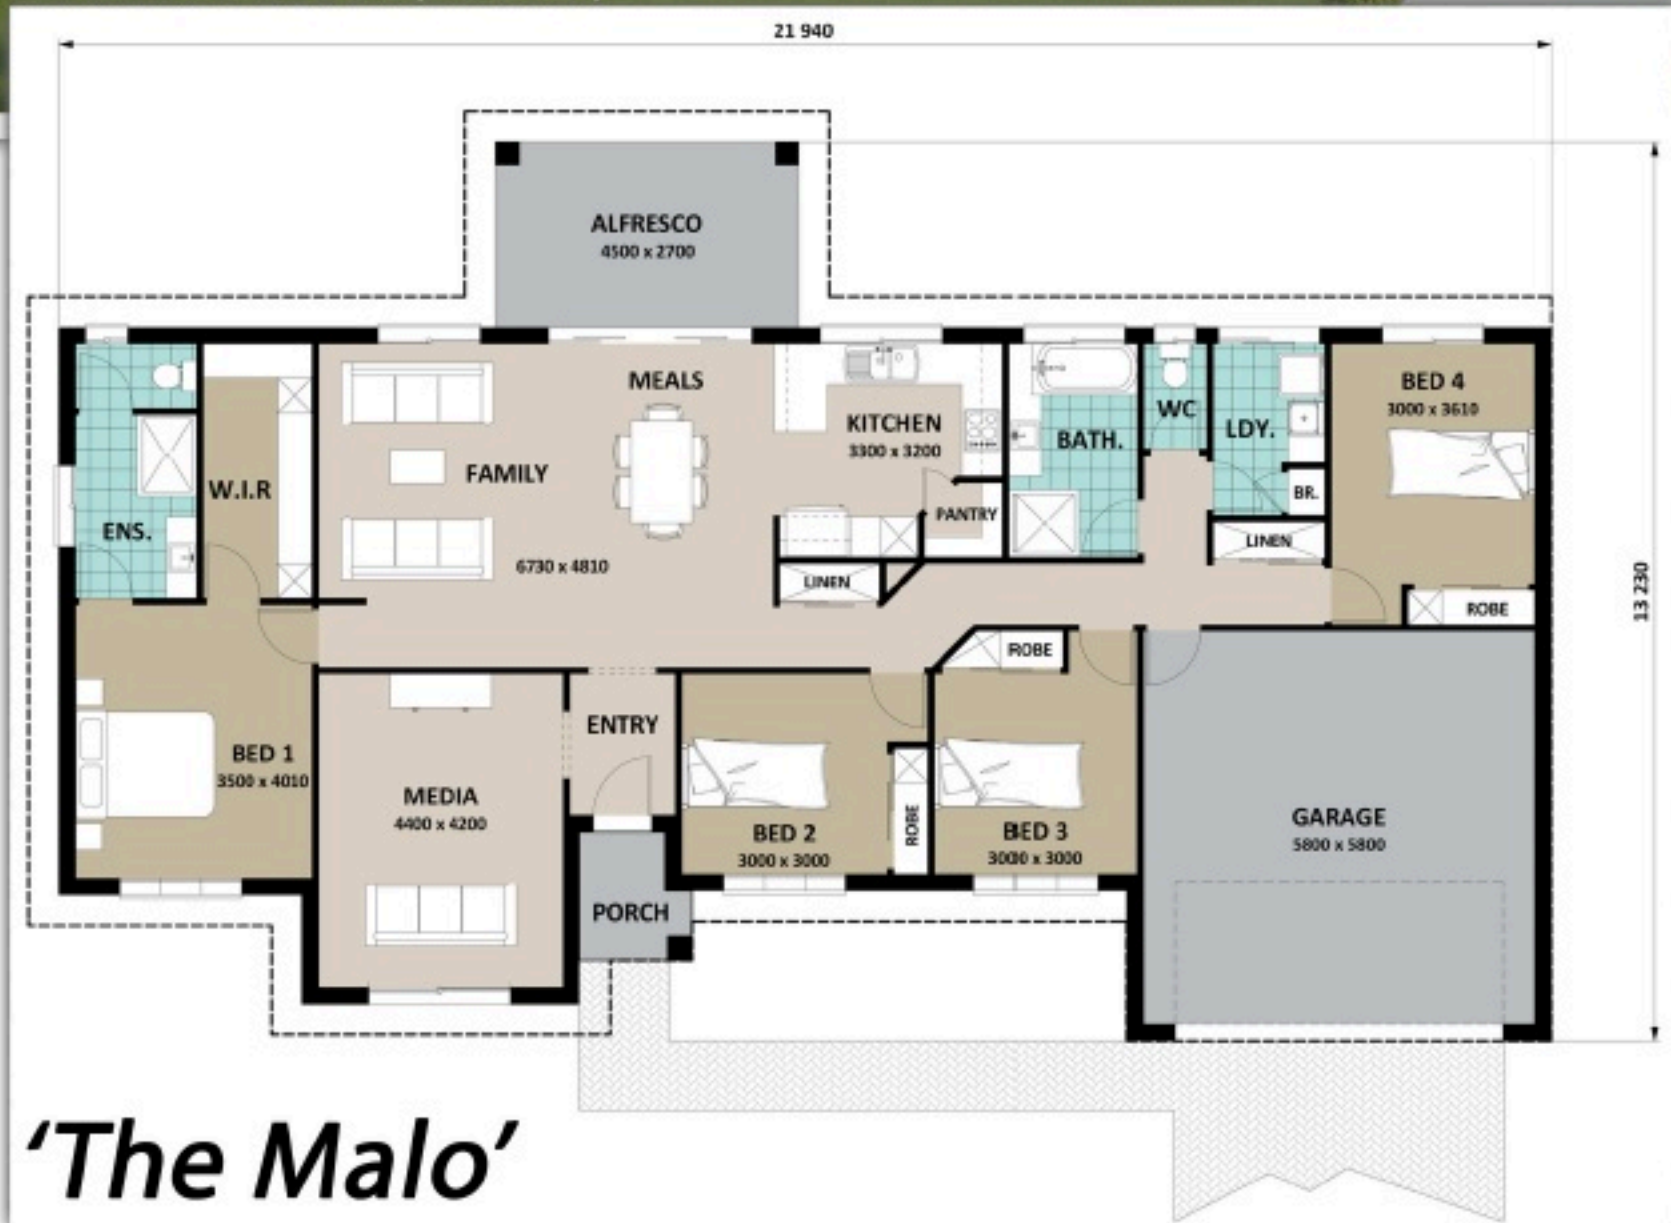 21 940
ALFRESCO
4500 x 2700
MEALS
KITCHEN
3300 x 3200
FAMILY
6730 x 4810
W.I.R
ENS.
PANTRY
LINEN
BATH.
WC
LDY.
BR.
LINEN
BED 4
3000 x 3610
ROBE
13 230
ROBE
BED 1
3500 x 4010
MEDIA
4400 x 4200
ENTRY
PORCH
BED 2
3000 x 3000
ROBE
BED 3
3000 x 3000
GARAGE
5800 x 5800
‘The Malo’